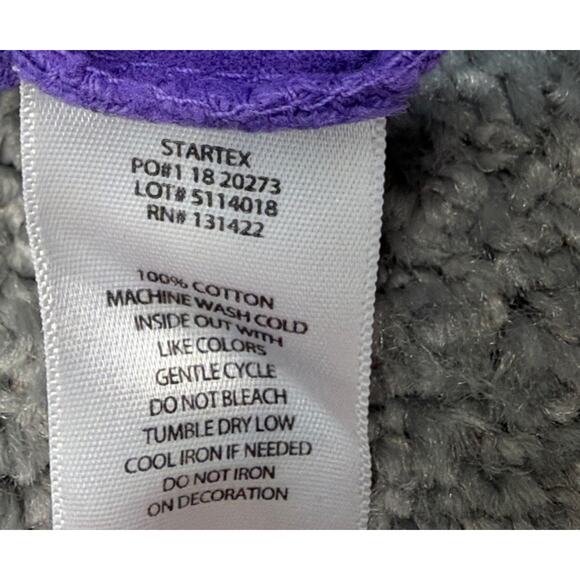 STARTEX
PO#1 18 20273
LOT# 5114018
RN# 131422
100% COTTON
MACHINE WASH COLD
INSIDE OUT WITH
LIKE COLORS
GENTLE CYCLE
DO NOT BLEACH
TUMBLE DRY LOW
COOL IRON IF NEEDED
DO NOT IRON
ON DECORATION